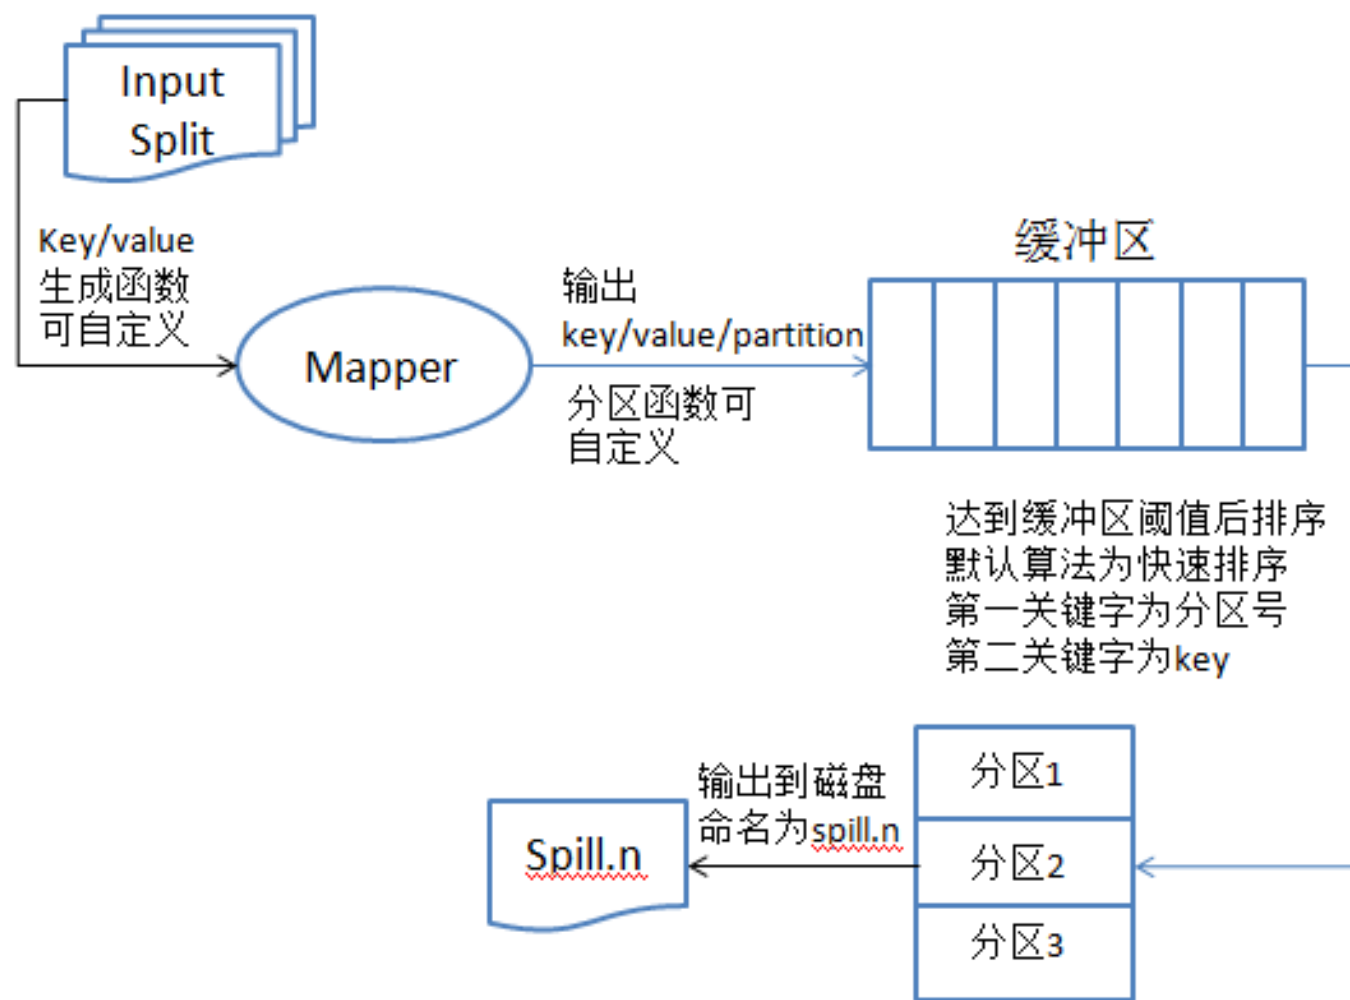 Input
Split
Key/value
生成函数
可自定义
Mapper
输出
key/value/partition
分区函数可
自定义
缓冲区
达到缓冲区阈值后排序
默认算法为快速排序
第一关键字为分区号
第二关键字为key
分区1
分区2
分区3
输出到磁盘
命名为spill.n
Spill.n